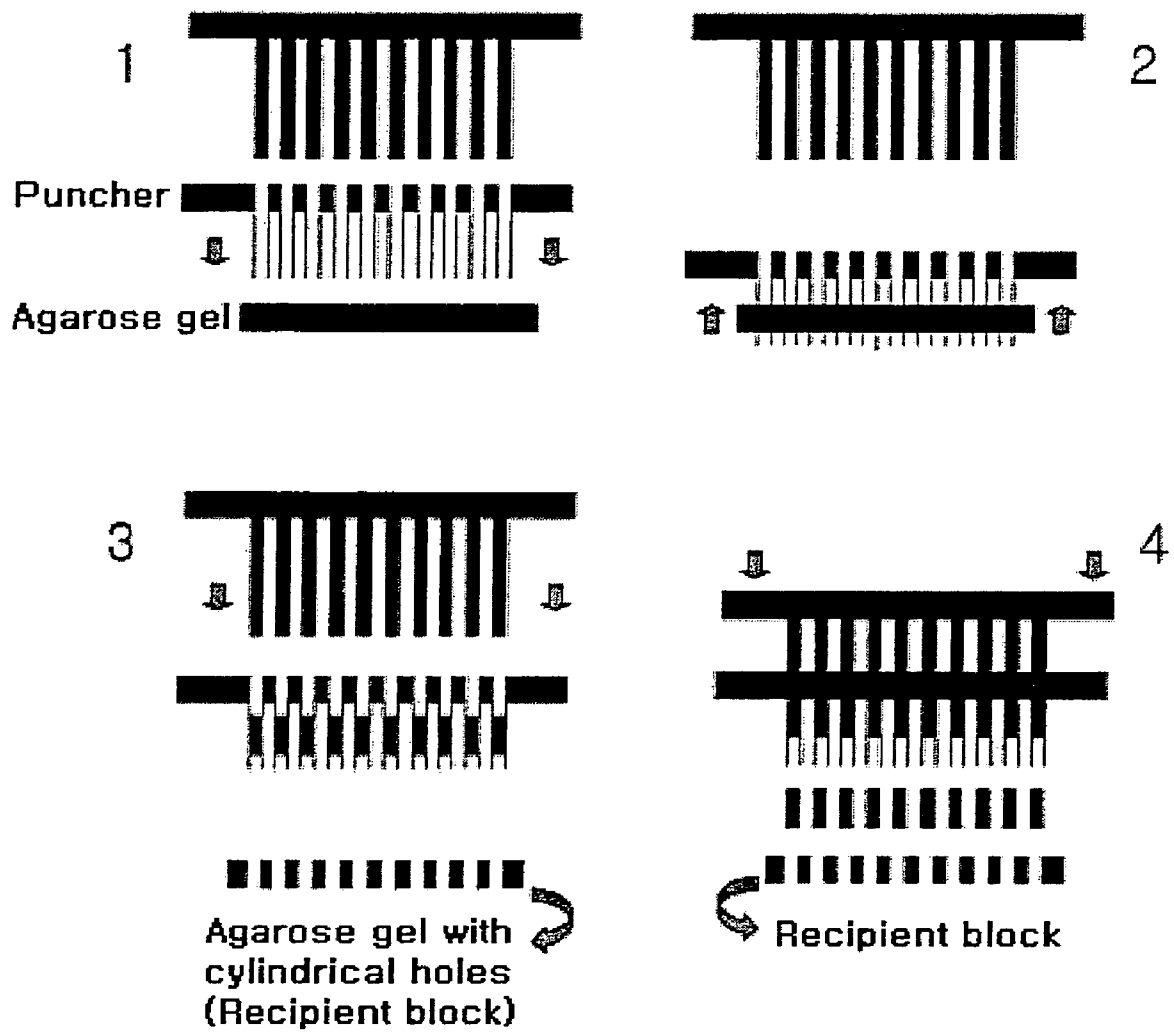 1
2
Puncher
Agarose gel
3
4
Agarose gel with
cylindrical holes
(Recipient block)
Recipient block